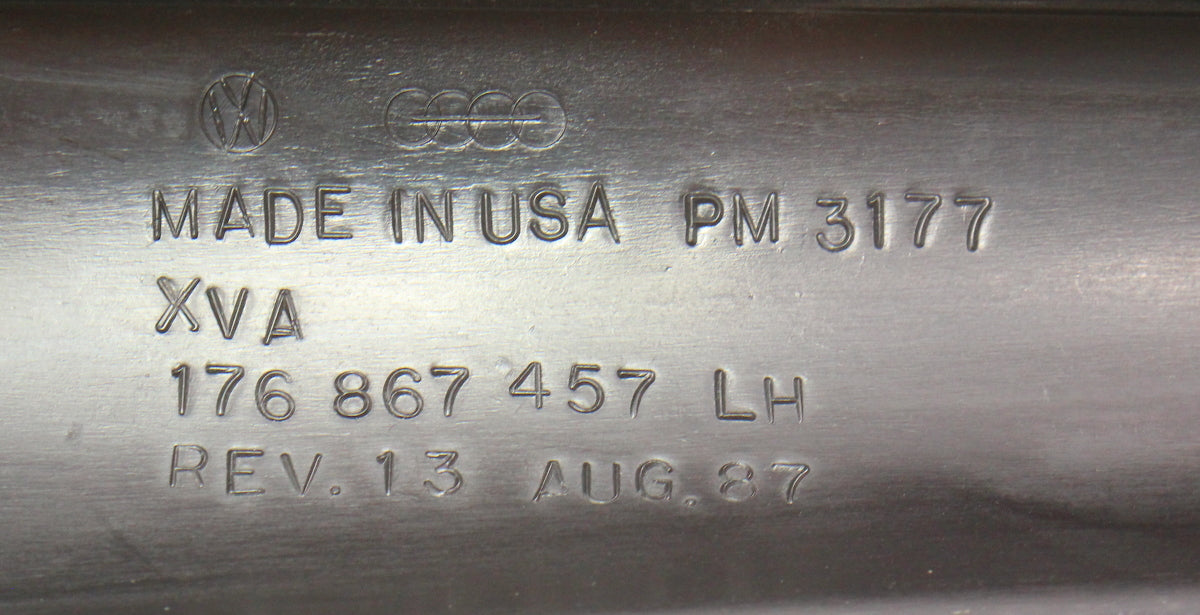 MADE IN USA PM 3177
XVA
176 867 457 LH
REV. 13 AUG. 87